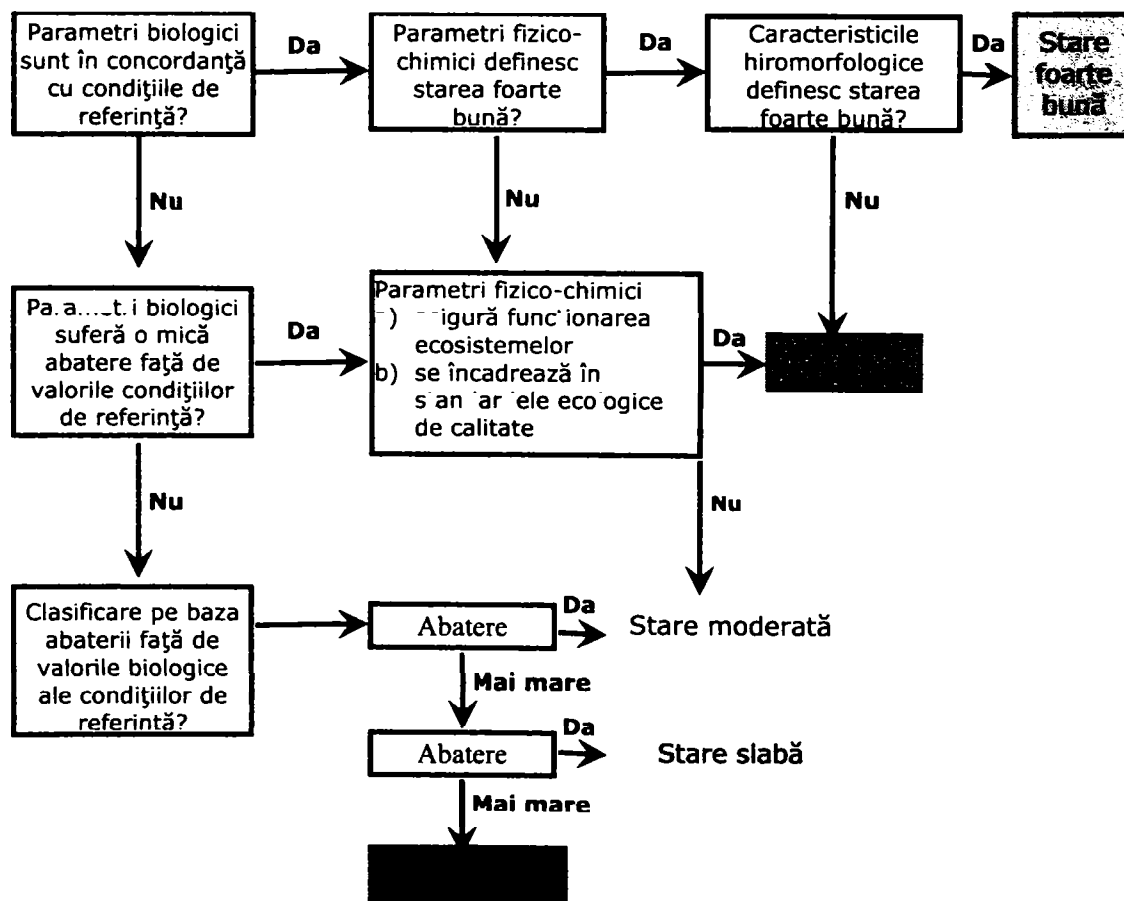 Parametri biologici
sunt în concordanţă
cu condiţiile de
referinţă?
Da
Parametri fizico-
chimici definesc
starea foarte
bună?
Da
Caracteristicile
hiromorfologice
definesc starea
foarte bună?
Da
Stare
foarte
bună
Nu
Nu
Nu
biologici
suferă o mică
abatere faţă de
valorile condiţiilor
de referinţă?
Da
Parametri fizico-chimici
funcţionarea
ecosistemelor
b) se încadrează în
de calitate
Da
Nu
Nu
Clasificare pe baza
abaterii faţă de
valorile biologice
ale condiţiilor de
referintă?
Abatere
Da
Stare moderată
Mai mare
Abatere
Da
Stare slabă
Mai mare